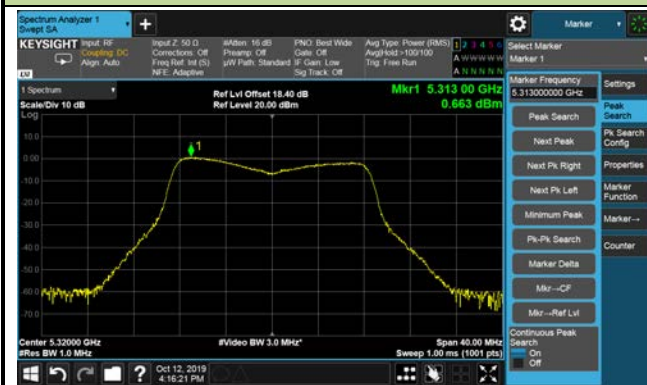 Spectrum Analyzer 1
Swept SA
+
Marker
KEYSIGHT
Input: RF
Coupling: DC
Align: Auto
Input Z: 50 Ω
Corrections: Off
Freq Ref: Int (S)
NFE: Adaptive
#Atten: 16 dB
Preamp: Off
µW Path: Standard
PNO: Best Wide
Gate: Off
IF Gain: Low
Sig Track: Off
Avg Type: Power (RMS)
Avg|Hold:>100/100
Trig: Free Run
1 2 3 4 5 6
A W W W W W
A N N N N N
Select Marker
Marker 1
LXI
1 Spectrum
Scale/Div 10 dB
Log
Ref Lvl Offset 18.40 dB
Ref Level 20.00 dBm
Mkr1 5.313 00 GHz
0.663 dBm
1
10.0
0.00
-10.0
-20.0
-30.0
-40.0
-50.0
-60.0
-70.0
Center 5.32000 GHz
#Res BW 1.0 MHz
#Video BW 3.0 MHz*
Span 40.00 MHz
Sweep 1.00 ms (1001 pts)
Marker Frequency
5.313000000 GHz
Peak Search
Next Peak
Next Pk Right
Next Pk Left
Minimum Peak
Pk-Pk Search
Marker Delta
Mkr→CF
Mkr→Ref Lvl
Continuous Peak
Search
On
Off
Settings
Peak
Search
Pk Search
Config
Properties
Marker
Function
Marker→
Counter
?
Oct 12, 2019
4:16:21 PM